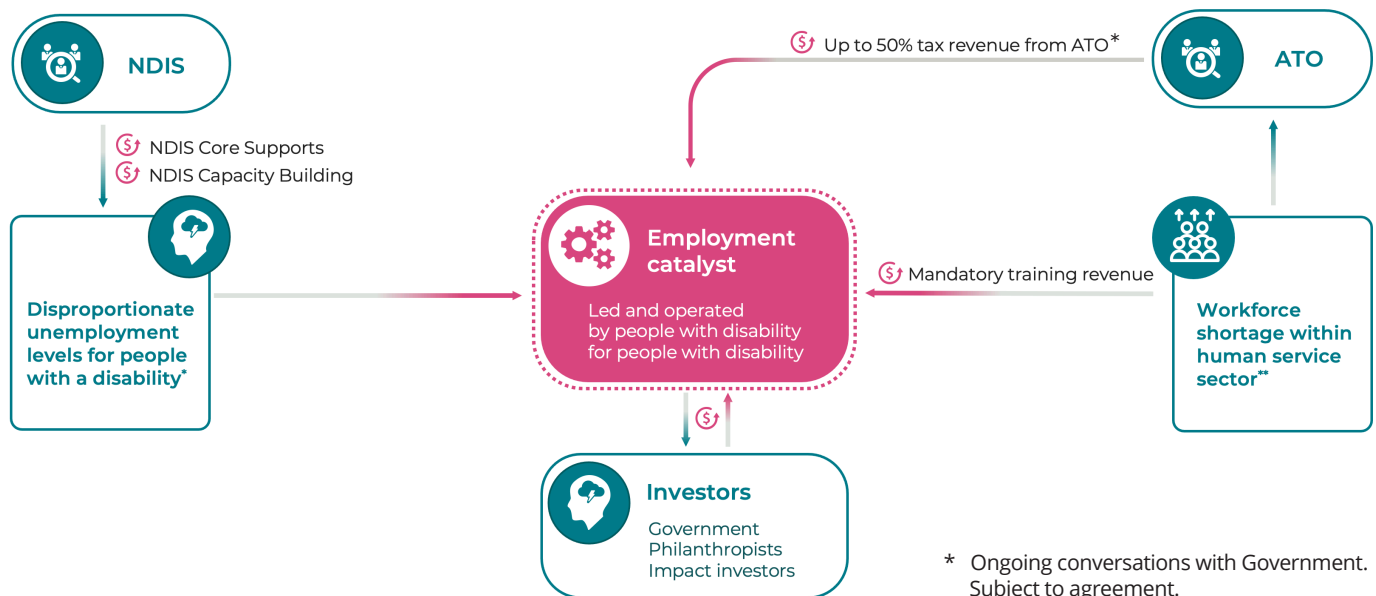 NDIS
Up to 50% tax revenue from ATO*
ATO
NDIS Core Supports
NDIS Capacity Building
Disproportionate
unemployment
levels for people
with a disability*
Employment
catalyst
Led and operated
by people with disability
for people with disability
Mandatory training revenue
Workforce
shortage within
human service
sector**
Investors
Government
Philanthropists
Impact investors
* Ongoing conversations with Government.
Subject to agreement.